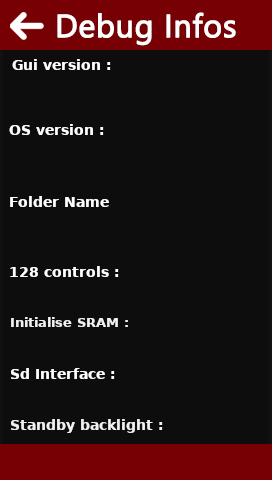 Debug Infos
Gui version :
OS version :
Folder Name
128 controls :
Initialise SRAM :
Sd Interface :
Standby backlight :